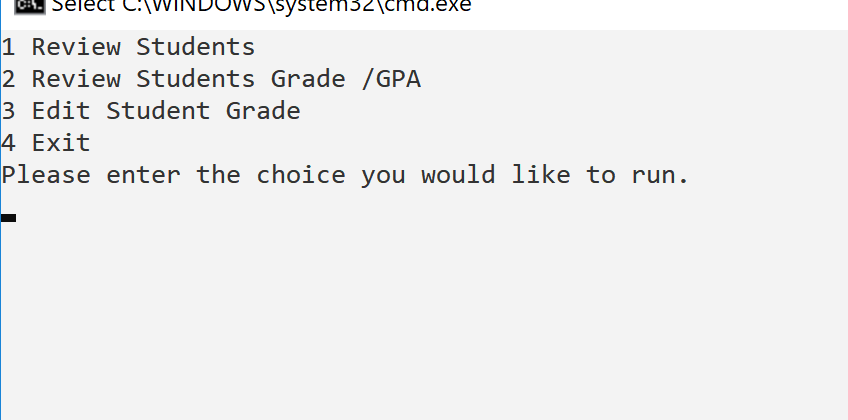 Select C:\WINDOWS\system32\cmd.exe
1 Review Students
2 Review Students Grade /GPA
3 Edit Student Grade
4 Exit
Please enter the choice you would like to run.